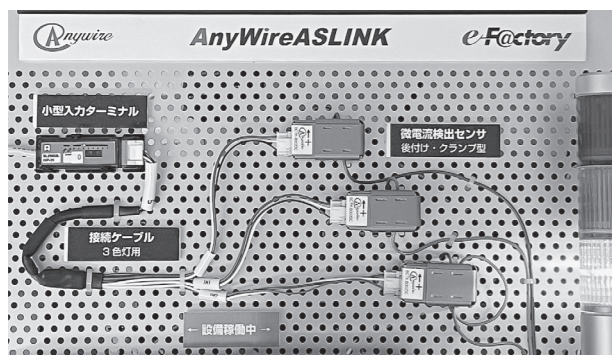 Anywire
AnyWireASLINK
e-F@ctory
小型入力ターミナル
微電流検出センサ
後付け・クランプ型
接続ケーブル
3色灯用
← 設備稼働中 →